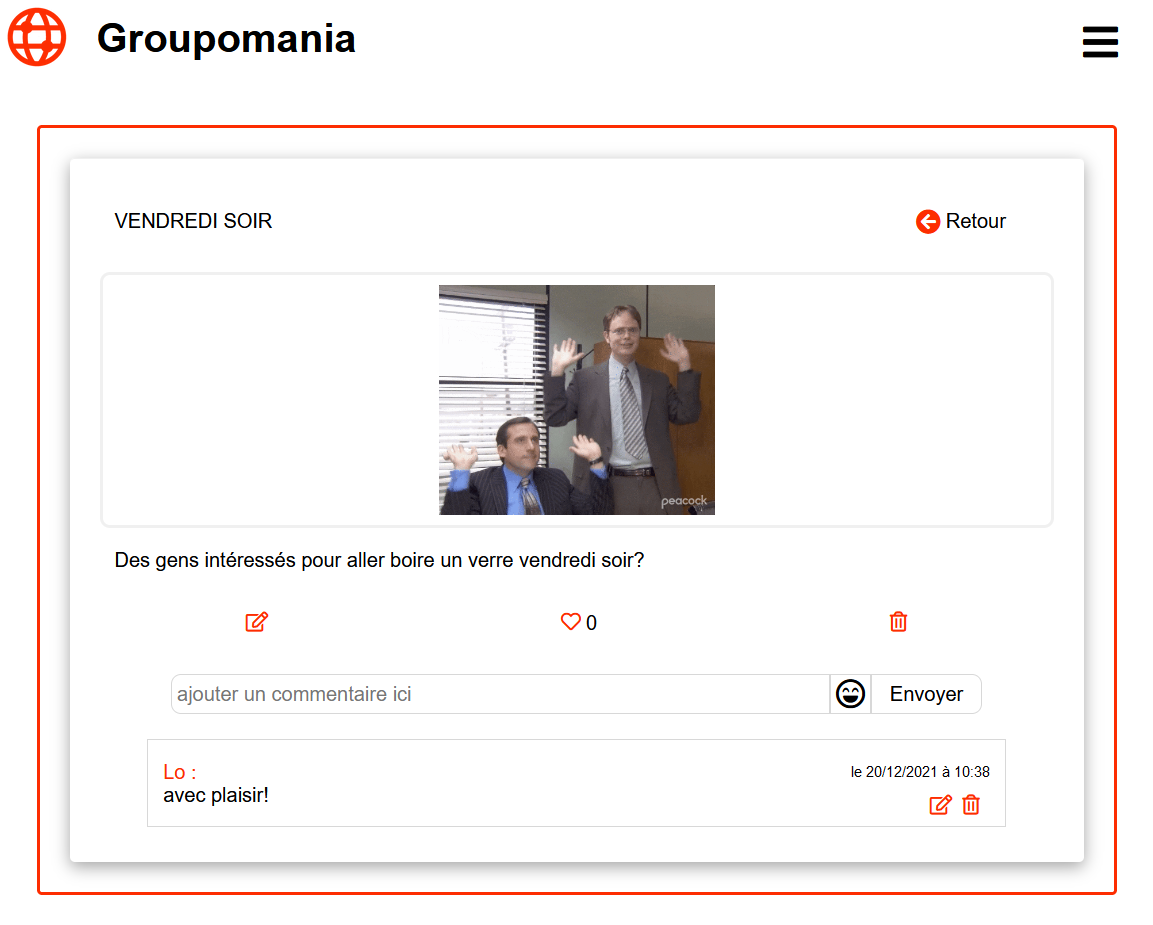 Groupomania
VENDREDI SOIR
Retour
peacock
Des gens intéressés pour aller boire un verre vendredi soir?
0
ajouter un commentaire ici
Envoyer
Lo :
le 20/12/2021 à 10:38
avec plaisir!